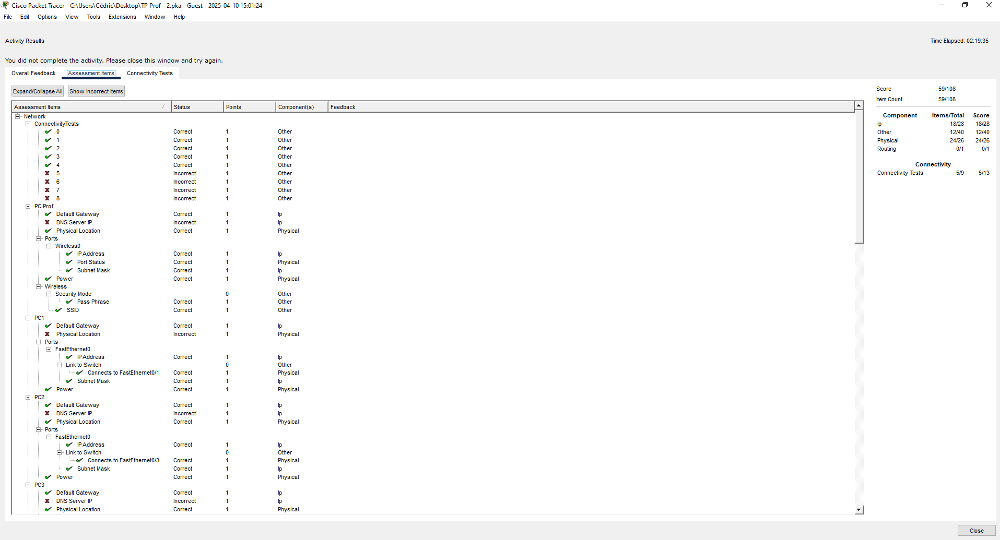 Cisco Packet Tracer - C:\Users\Cédric\Desktop\TP Prof - 2.pka - Guest - 2025-04-10 15:01:24
File Edit Options View Tools Extensions Window Help
Activity Results Time Elapsed: 02:19:35
You did not complete the activity. Please close this window and try again.
Overall Feedback Assessment Items Connectivity Tests
Expand/Collapse All Show Incorrect Items
Assessment Items Status Points Component(s) Feedback
Network
ConnectivityTests
0 Correct 1 Other
1 Correct 1 Other
2 Correct 1 Other
3 Correct 1 Other
4 Correct 1 Other
5 Incorrect 1 Other
6 Incorrect 1 Other
7 Incorrect 1 Other
8 Incorrect 1 Other
PC Prof
Default Gateway Correct 1 Ip
DNS Server IP Incorrect 1 Ip
Physical Location Correct 1 Physical
Ports
Wireless0
IP Address Correct 1 Ip
Port Status Correct 1 Physical
Subnet Mask Correct 1 Ip
Power Correct 1 Physical
Wireless
Security Mode 0 Other
Pass Phrase Correct 1 Other
SSID Correct 1 Other
PC1
Default Gateway Correct 1 Ip
Physical Location Incorrect 1 Physical
Ports
FastEthernet0
IP Address Correct 1 Ip
Link to Switch 0 Other
Connects to FastEthernet0/1 Correct 1 Physical
Subnet Mask Correct 1 Ip
Power Correct 1 Physical
PC2
Default Gateway Correct 1 Ip
DNS Server IP Incorrect 1 Ip
Physical Location Correct 1 Physical
Ports
FastEthernet0
IP Address Correct 1 Ip
Link to Switch 0 Other
Connects to FastEthernet0/3 Correct 1 Physical
Subnet Mask Correct 1 Ip
Power Correct 1 Physical
PC3
Default Gateway Correct 1 Ip
DNS Server IP Incorrect 1 Ip
Physical Location Correct 1 Physical
Score : 59/108
Item Count : 59/108
Component Items/Total Score
Ip 18/28 18/28
Other 12/40 12/40
Physical 24/26 24/26
Routing 0/1 0/1
Connectivity
Connectivity Tests 5/9 5/13
Close